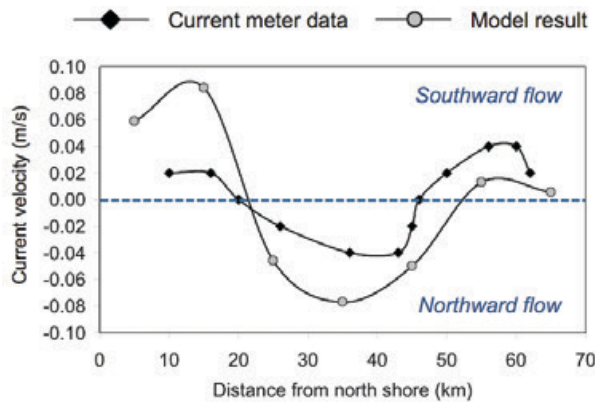 Current meter data Model result
0.10
0.08
0.06
0.04
0.02
0.00
-0.02
-0.04
-0.06
-0.08
-0.10
Current velocity (m/s)
Southward flow
Northward flow
0 10 20 30 40 50 60 70
Distance from north shore (km)